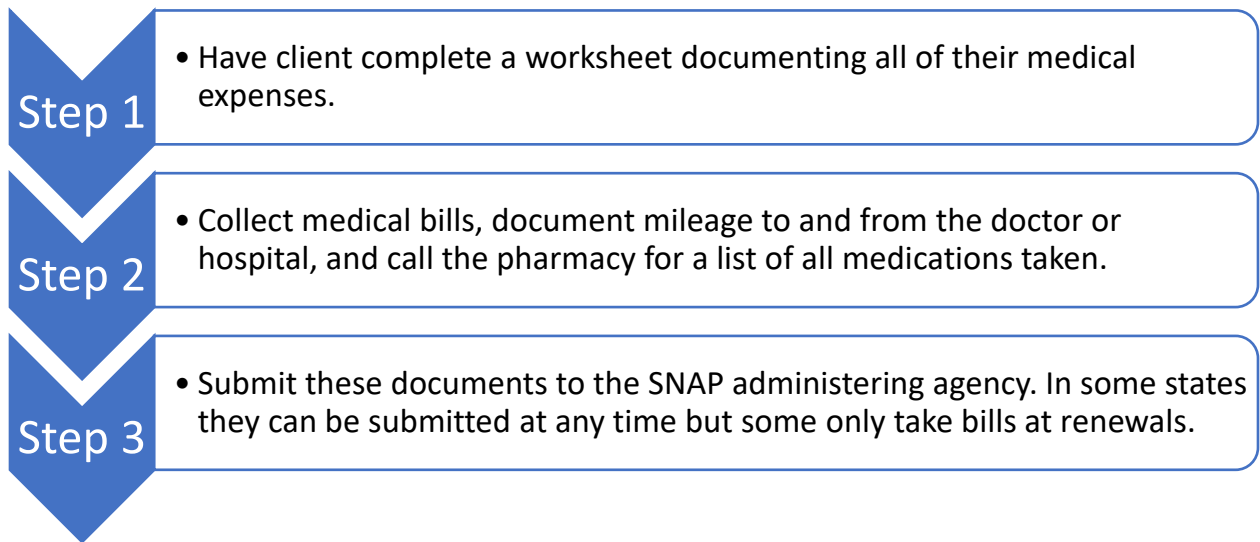 Step 1
• Have client complete a worksheet documenting all of their medical
expenses.
Step 2
• Collect medical bills, document mileage to and from the doctor or
hospital, and call the pharmacy for a list of all medications taken.
Step 3
• Submit these documents to the SNAP administering agency. In some states
they can be submitted at any time but some only take bills at renewals.